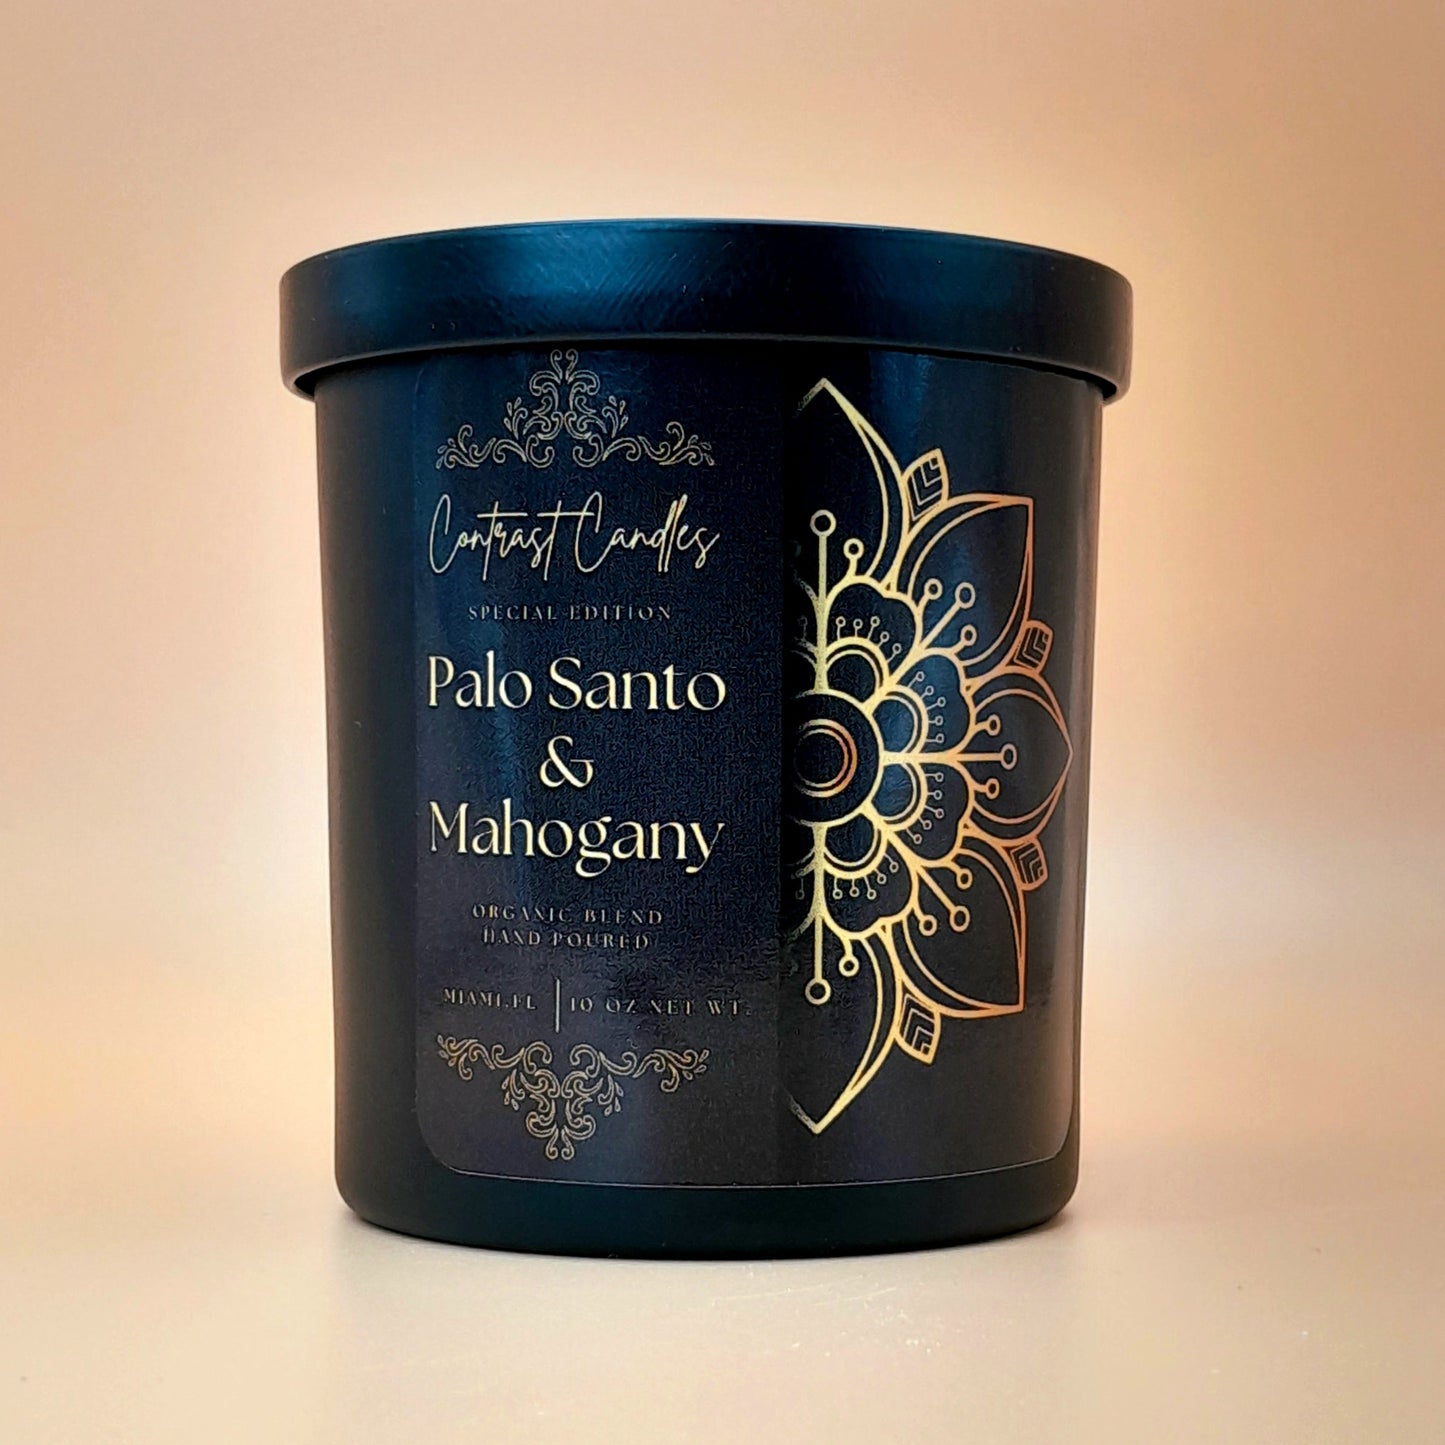 Contrast Candles
SPECIAL EDITION
Palo Santo
&
Mahogany
ORGANIC BLEND
HAND POURED
MIAMI, FL | 10 OZ NET WT.